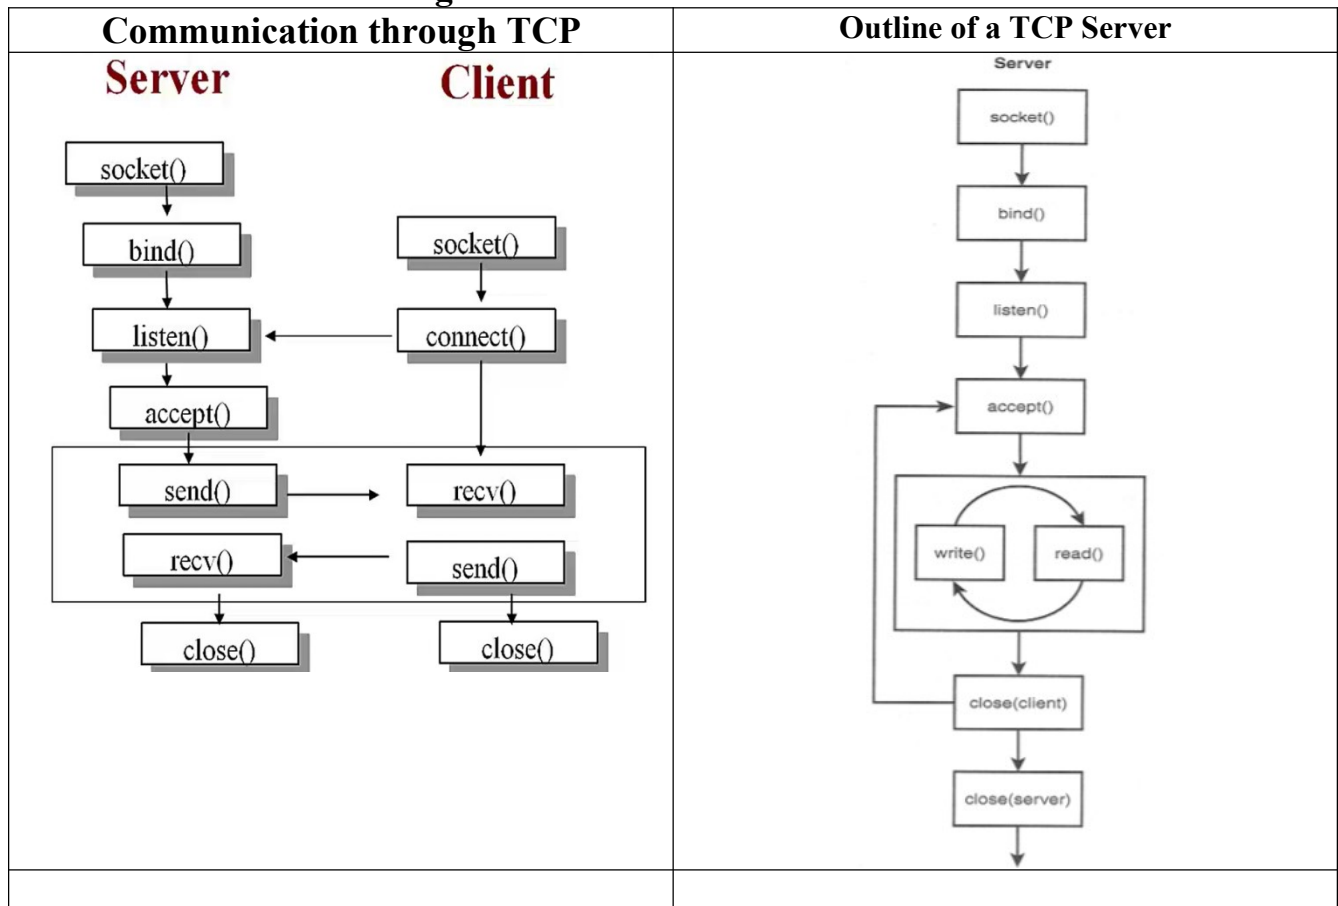 Communication through TCP
Server Client
socket()
bind()
listen()
accept()
send()
recv()
close()
socket()
connect()
recv()
send()
close()
Outline of a TCP Server
Server
socket()
bind()
listen()
accept()
write() read()
close(client)
close(server)